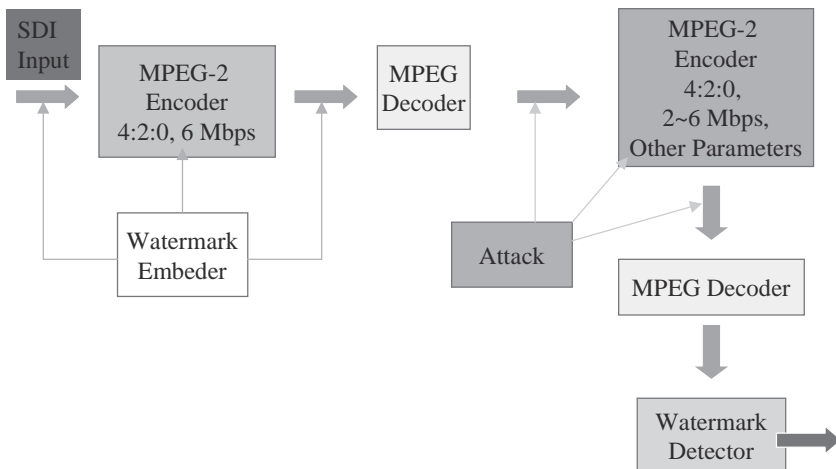 SDI
Input
MPEG-2
Encoder
4:2:0, 6 Mbps
MPEG
Decoder
MPEG-2
Encoder
4:2:0,
2~6 Mbps,
Other Parameters
Watermark
Embeder
Attack
MPEG Decoder
Watermark
Detector